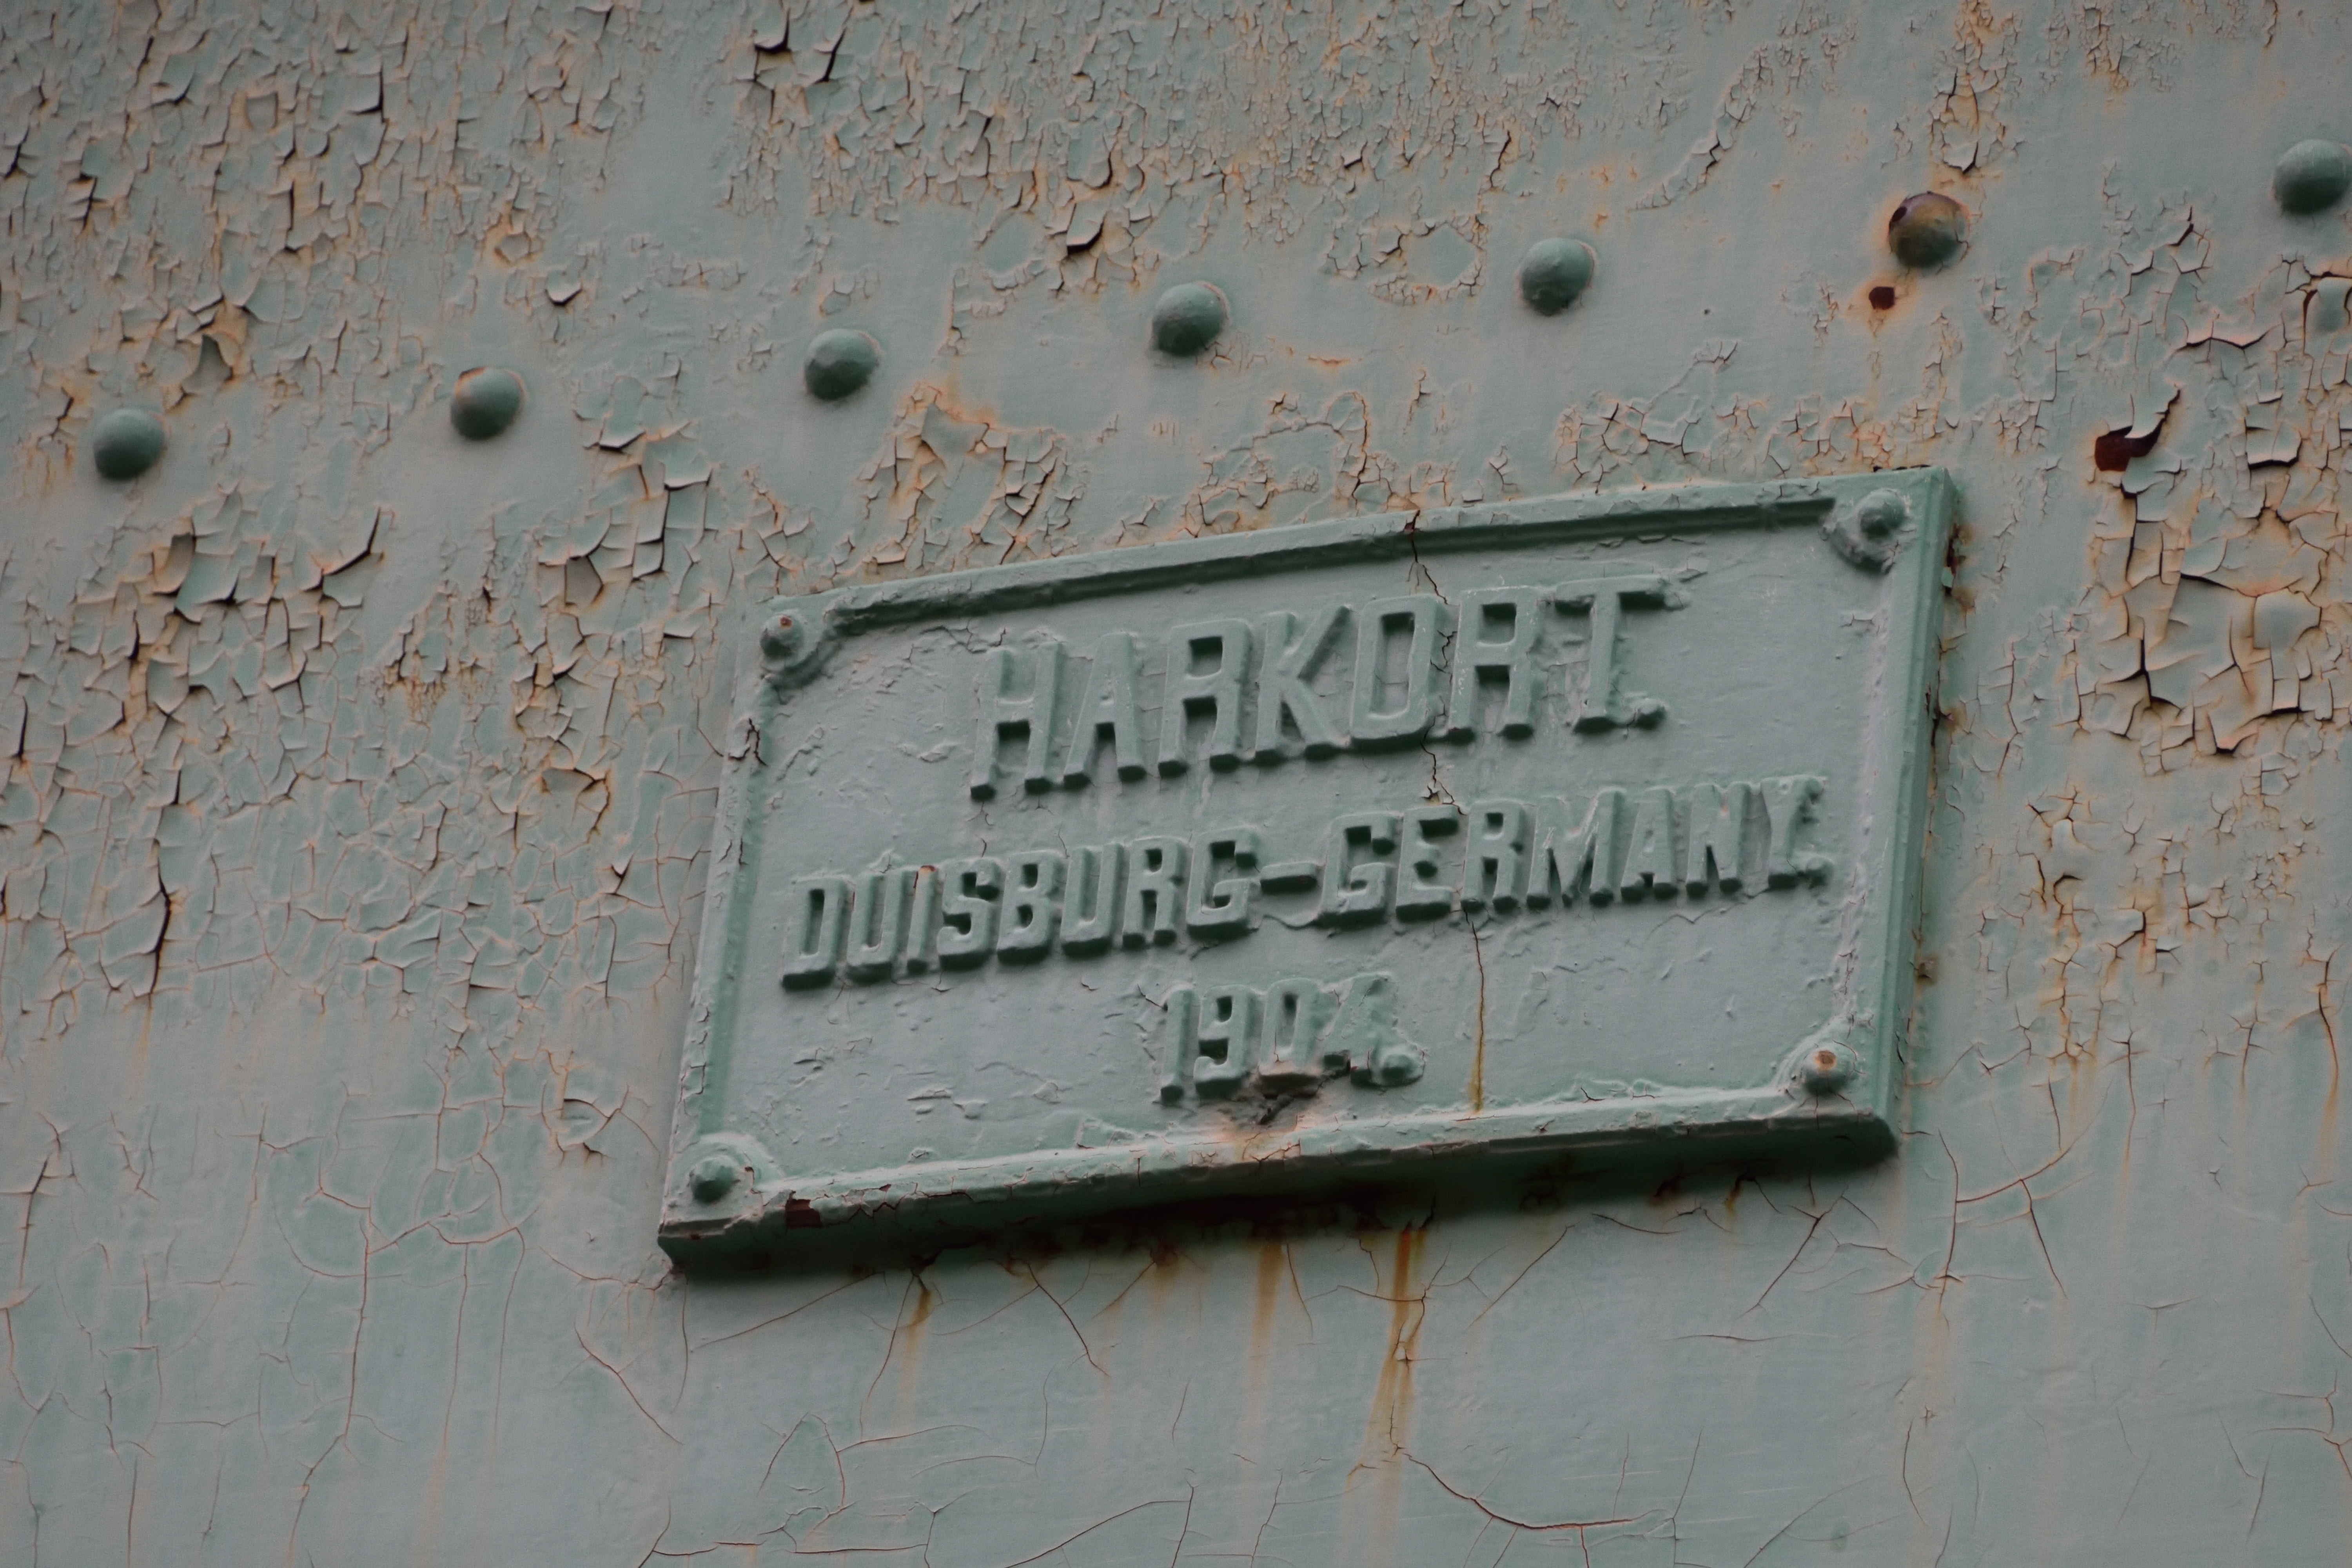 HARKORT.
DUISBURG-GERMANY.
1904.